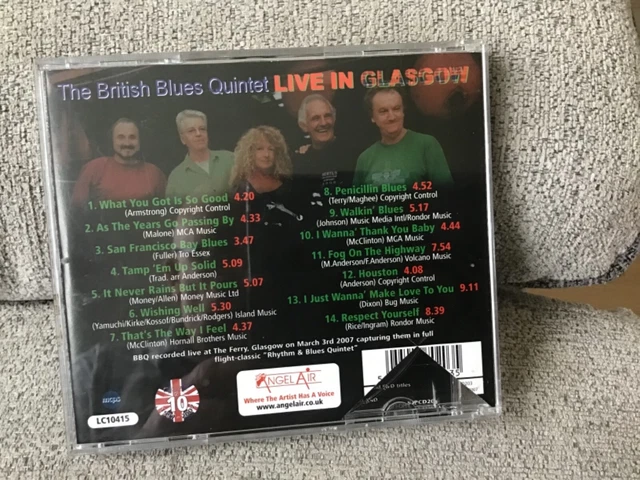 The British Blues Quintet LIVE IN GLASGOW
1. What You Got Is So Good 4.20
(Armstrong) Copyright Control
2. As The Years Go Passing By 4.33
(Malone) MCA Music
3. San Francisco Bay Blues 3.47
(Fuller) Tro Essex
4. Tamp 'Em Up Solid 5.09
(Trad. arr Anderson)
5. It Never Rains But It Pours 5.07
(Money/Allen) Money Music Ltd
6. Wishing Well 5.30
(Yamuchi/Kirke/Kossof/Bundrick/Rodgers) Island Music
7. That's The Way I Feel 4.37
(McClinton) Hornall Brothers Music
8. Penicillin Blues 4.52
(Terry/Maghee) Copyright Control
9. Walkin' Blues 5.17
(Johnson) Music Media Intl/Rondor Music
10. I Wanna' Thank You Baby 4.44
(McClinton) MGA Music
11. Fog On The Highway 7.54
(M.Anderson/F.Anderson) Volcano Music
12. Houston 4.08
(Anderson) Copyright Control
13. I Just Wanna' Make Love To You 9.11
(Dixon) Bug Music
14. Respect Yourself 8.39
(Rice/Ingram) Rondor Music
BBQ recorded live at The Ferry, Glasgow on March 3rd 2007 capturing them in full
flight-classic "Rhythm & Blues Quintet"
LC10415
10
ANGEL AIR
Where The Artist Has A Voice
www.angelair.co.uk
titles